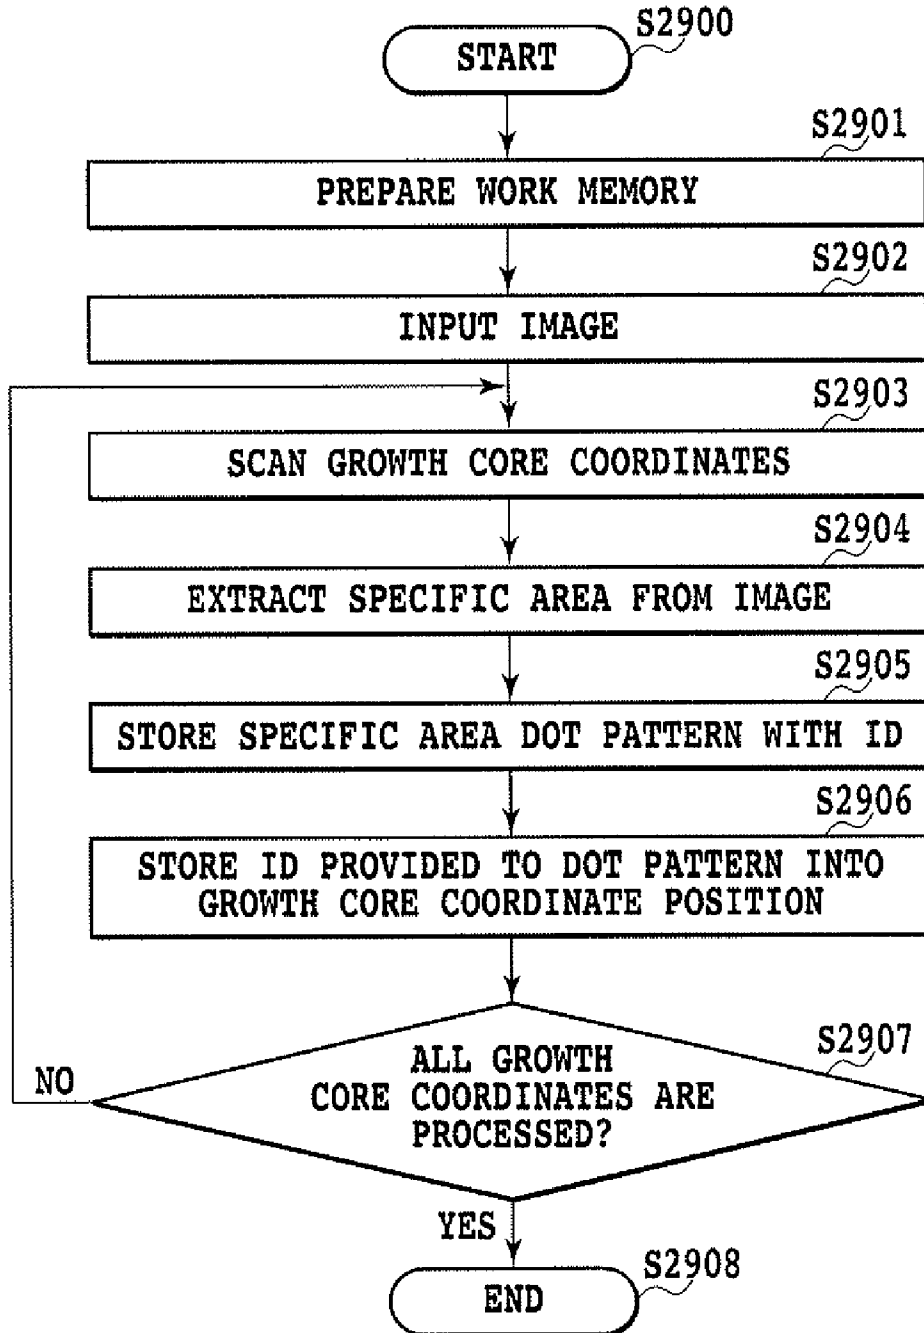 S2900
START
S2901
PREPARE WORK MEMORY
S2902
INPUT IMAGE
S2903
SCAN GROWTH CORE COORDINATES
S2904
EXTRACT SPECIFIC AREA FROM IMAGE
S2905
STORE SPECIFIC AREA DOT PATTERN WITH ID
S2906
STORE ID PROVIDED TO DOT PATTERN INTO
GROWTH CORE COORDINATE POSITION
S2907
ALL GROWTH
CORE COORDINATES ARE
PROCESSED?
NO
YES
S2908
END